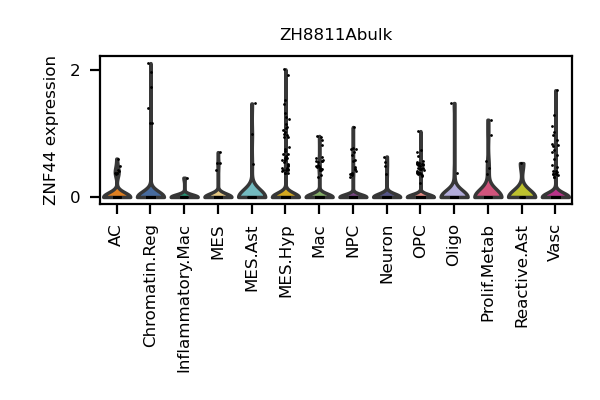 ZH8811Abulk
ZNF44 expression
2
0
AC
Chromatin.Reg
Inflammatory.Mac
MES
MES.Ast
MES.Hyp
Mac
NPC
Neuron
OPC
Oligo
Prolif.Metab
Reactive.Ast
Vasc